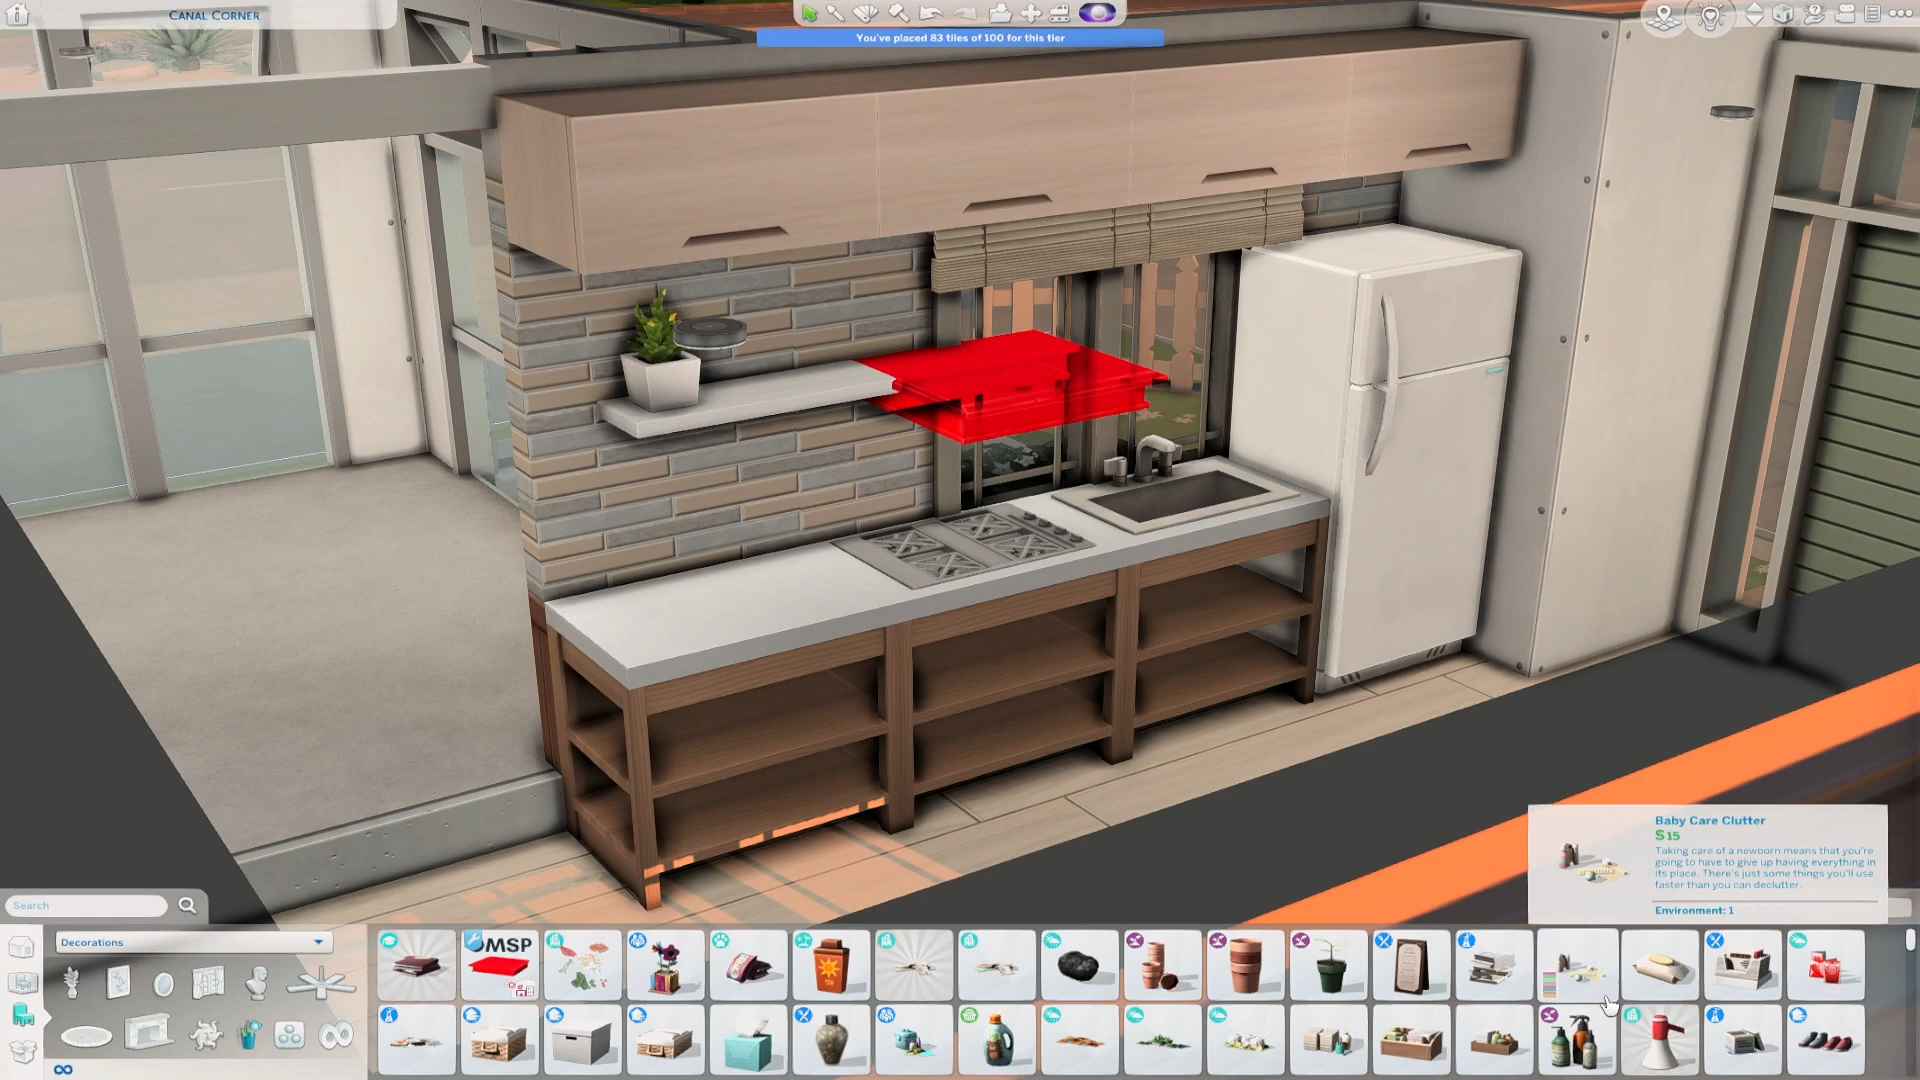 CANAL CORNER
You've placed 83 tiles of 100 for this tier
Baby Care Clutter
$15
Taking care of a newborn means that you're
going to have to give up having everything in
its place. There's just some things you'll use
faster than you can declutter.
Environment: 1
Search
Decorations
MSP